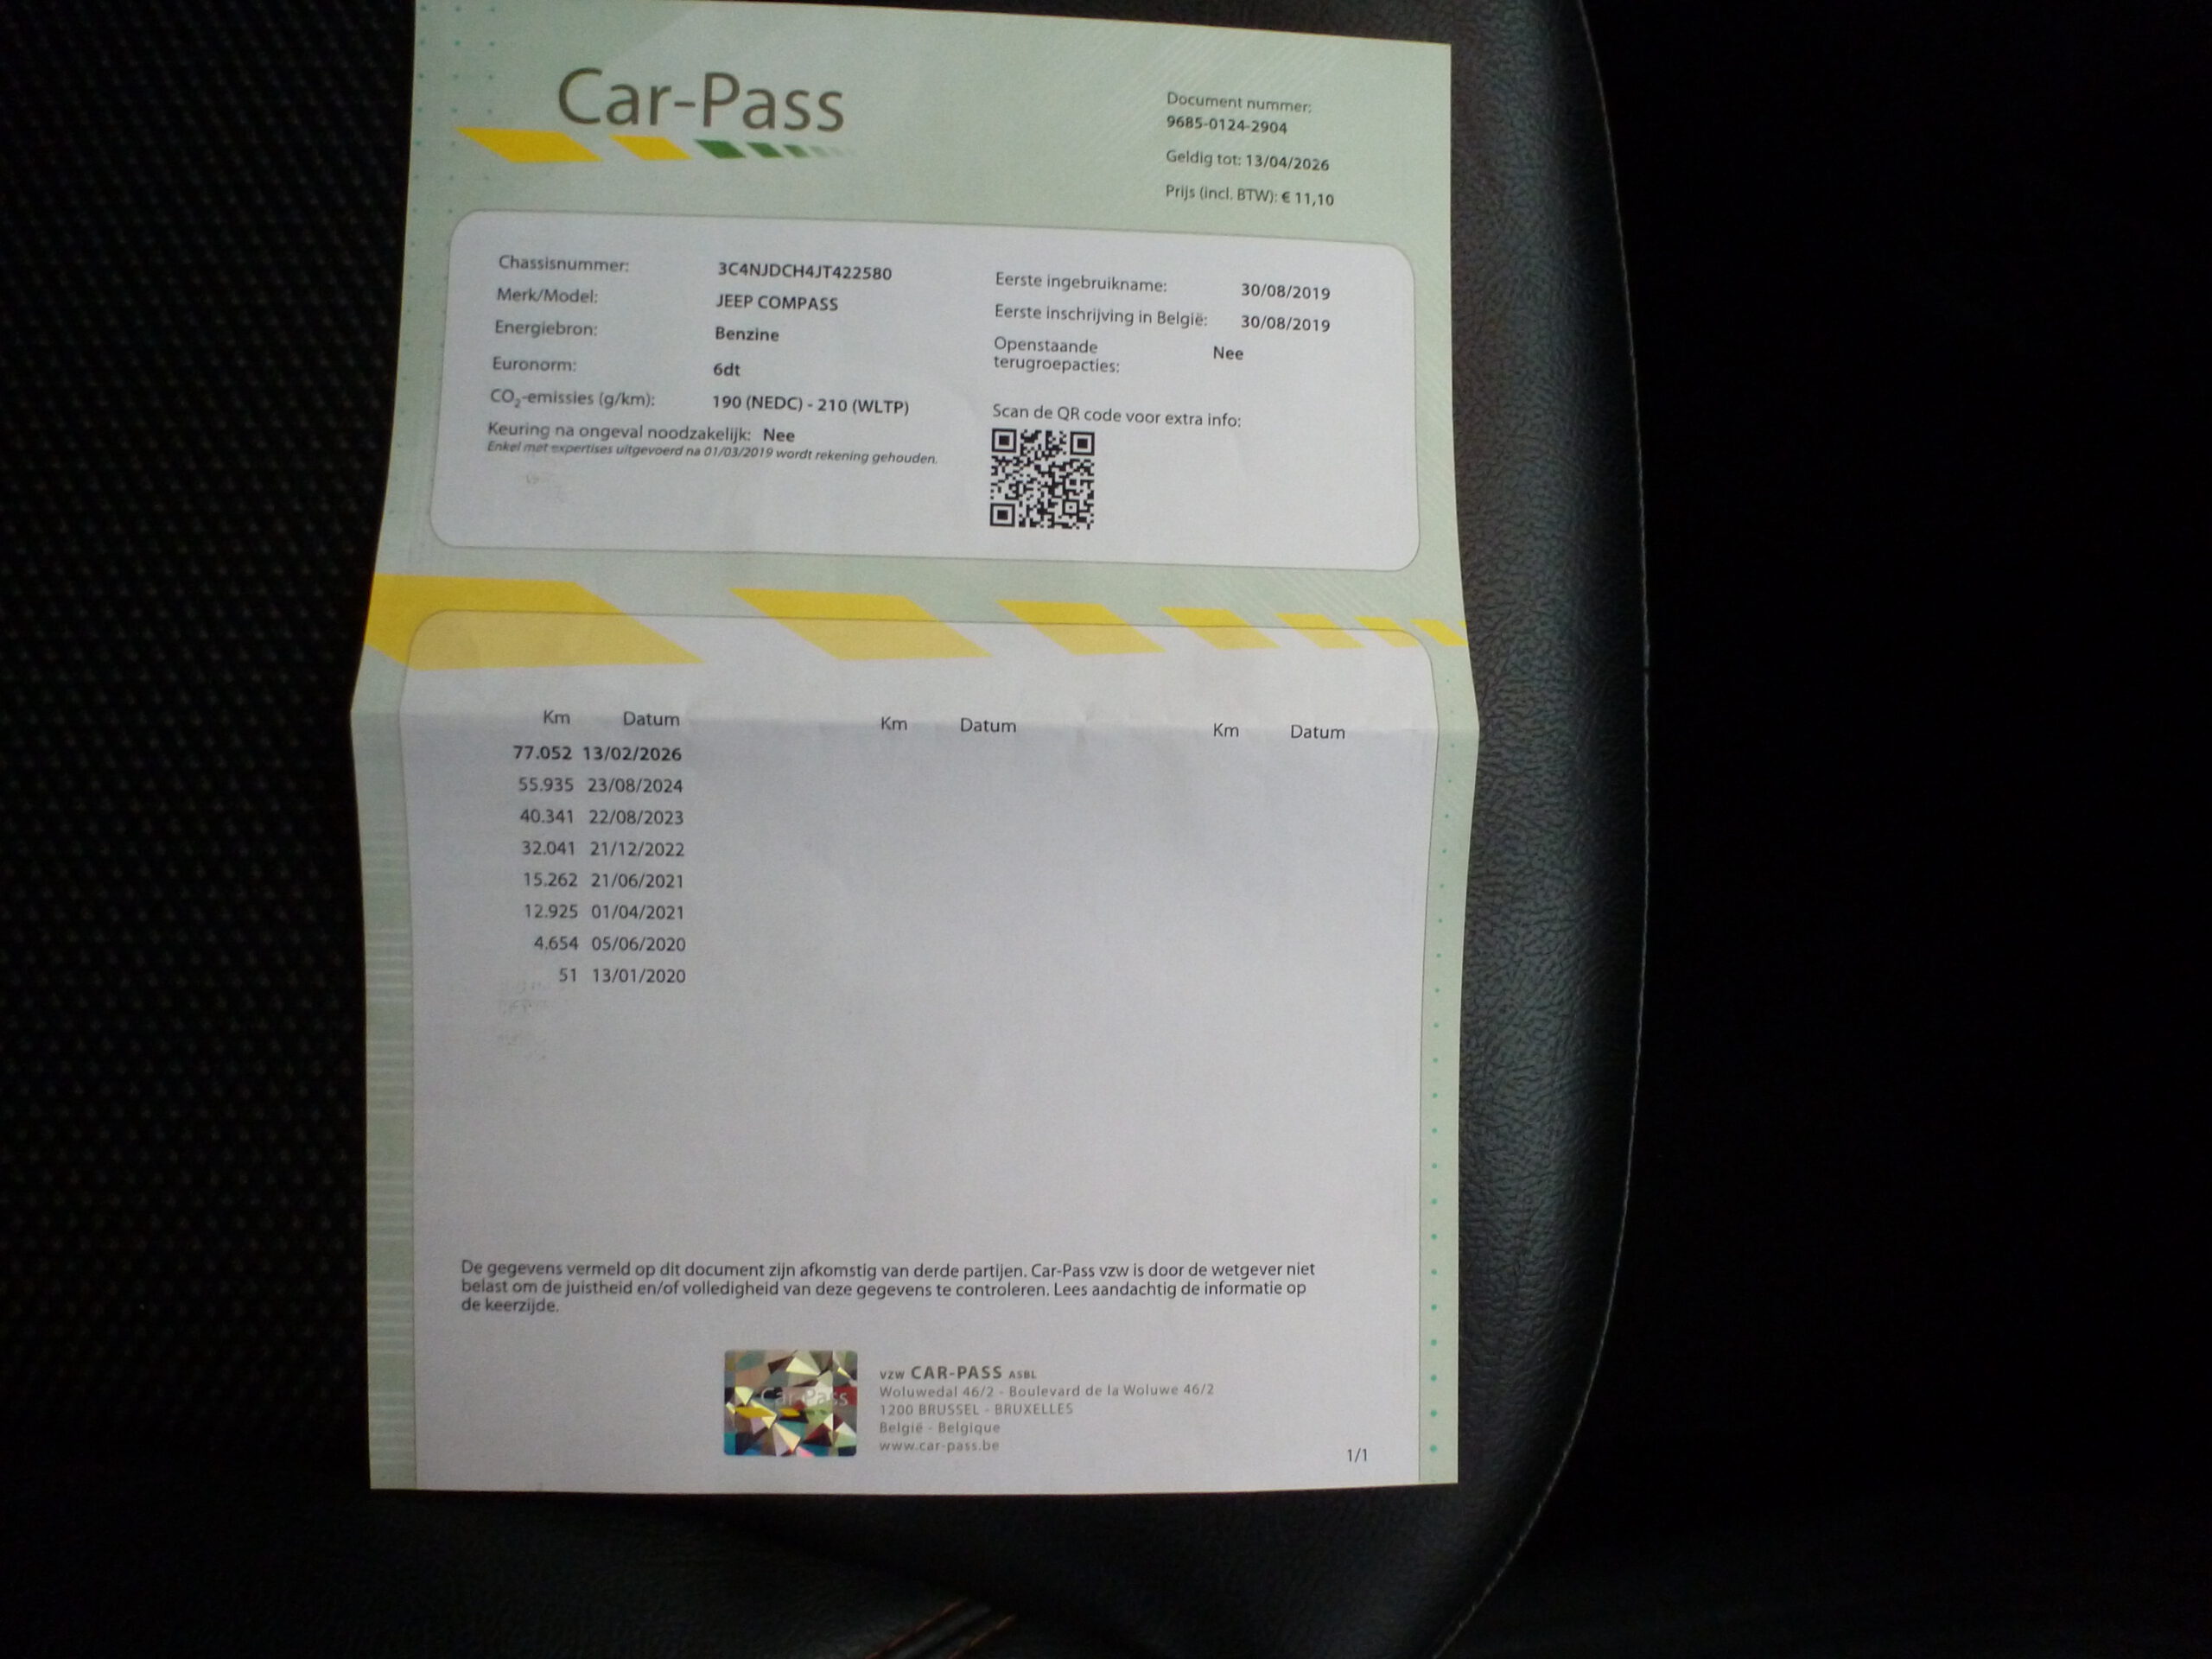 Car-Pass
Document nummer:
9685-0124-2904
Geldig tot: 13/04/2026
Prijs (incl. BTW): € 11,10
Chassisnummer: 3C4NJDCH4JT422580
Merk/Model: JEEP COMPASS
Energiebron: Benzine
Euronorm: 6dt
CO₂-emissies (g/km): 190 (NEDC) - 210 (WLTP)
Keuring na ongeval noodzakelijk: Nee
Enkel met expertises uitgevoerd na 01/03/2019 wordt rekening gehouden.
Eerste ingebruikname: 30/08/2019
Eerste inschrijving in België: 30/08/2019
Openstaande
terugroepacties: Nee
Scan de QR code voor extra info:
Km Datum Km Datum Km Datum
77.052 13/02/2026
55.935 23/08/2024
40.341 22/08/2023
32.041 21/12/2022
15.262 21/06/2021
12.925 01/04/2021
4.654 05/06/2020
51 13/01/2020
De gegevens vermeld op dit document zijn afkomstig van derde partijen. Car-Pass vzw is door de wetgever niet
belast om de juistheid en/of volledigheid van deze gegevens te controleren. Lees aandachtig de informatie op
de keerzijde.
Car-Pass
vzw CAR-PASS ASBL
Woluwedal 46/2 - Boulevard de la Woluwe 46/2
1200 BRUSSEL - BRUXELLES
België - Belgique
www.car-pass.be
1/1